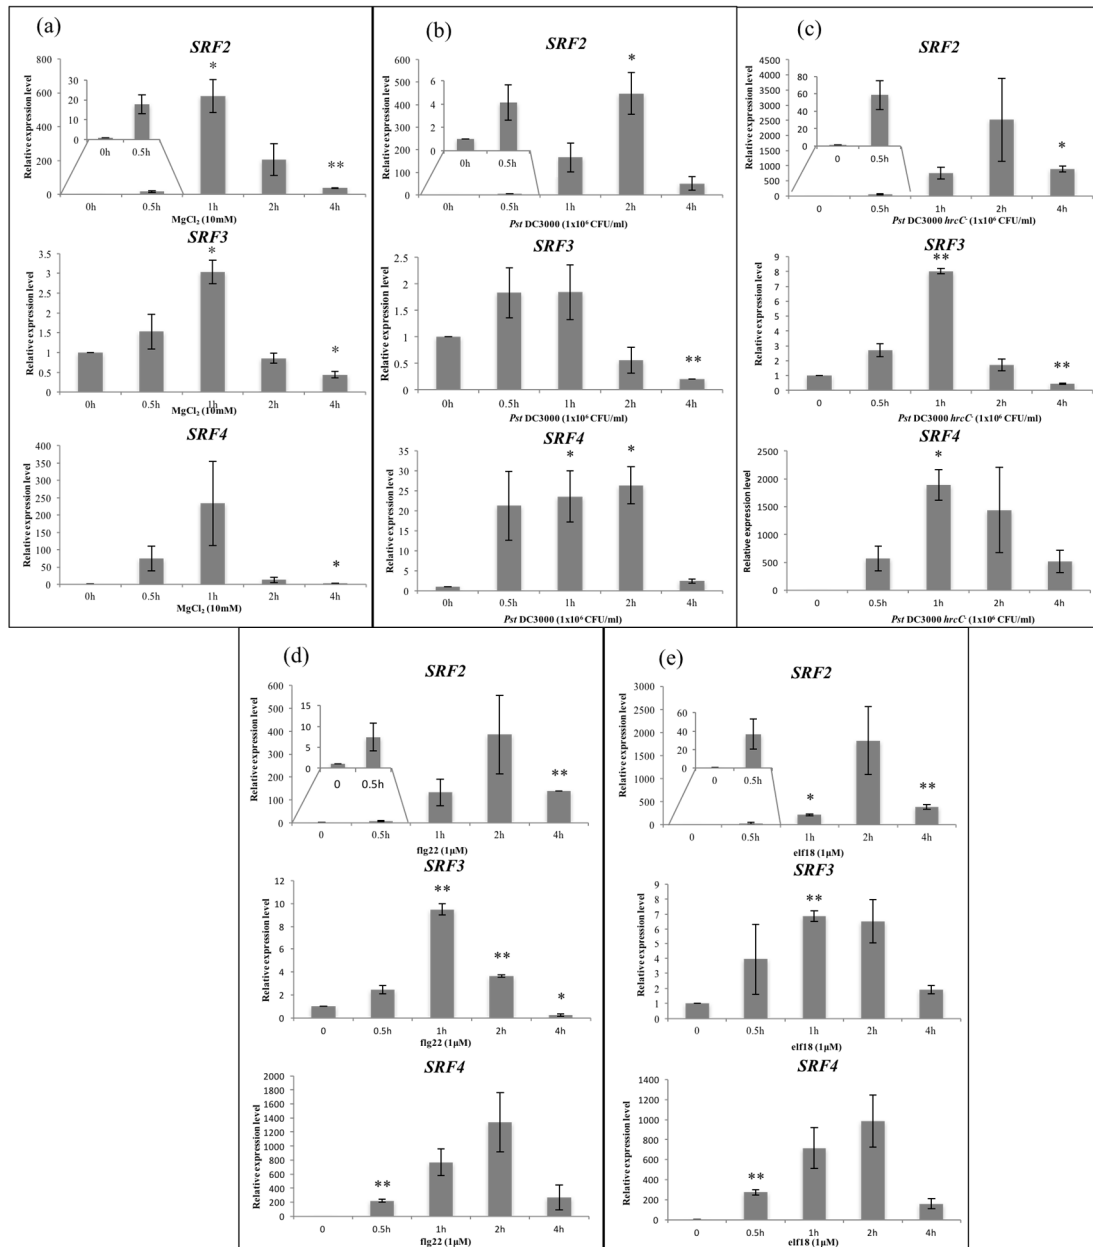 (a)
SRF2
Relative expression level
800
600
400
200
0
30
20
10
0
0h 0.5h
*
**
0h 0.5h 1h 2h 4h
MgCl₂ (10mM)
SRF3
Relative expression level
3.5
3
2.5
2
1.5
1
0.5
0
*
*
0h 0.5h 1h 2h 4h
MgCl₂ (10mM)
SRF4
Relative expression level
400
350
300
250
200
150
100
50
0
*
0h 0.5h 1h 2h 4h
MgCl₂ (10mM)
(b)
SRF2
Relative expression level
600
500
400
300
200
100
0
6
4
2
0
0h 0.5h
*
0h 0.5h 1h 2h 4h
Pst DC3000 (1x10⁶ CFU/ml)
SRF3
Relative expression level
2.5
2
1.5
1
0.5
0
**
0h 0.5h 1h 2h 4h
Pst DC3000 (1x10⁶ CFU/ml)
SRF4
Relative expression level
35
30
25
20
15
10
5
0
* *
0h 0.5h 1h 2h 4h
Pst DC3000 (1x10⁶ CFU/ml)
(c)
SRF2
Relative expression level
4500
4000
3500
3000
2500
2000
1500
1000
500
0
80
60
40
20
0
0 0.5h
*
0 0.5h 1h 2h 4h
Pst DC3000 hrcC⁻ (1x10⁶ CFU/ml)
SRF3
Relative expression level
9
8
7
6
5
4
3
2
1
0
**
**
0 0.5h 1h 2h 4h
Pst DC3000 hrcC⁻ (1x10⁶ CFU/ml)
SRF4
Relative expression level
2500
2000
1500
1000
500
0
*
0 0.5h 1h 2h 4h
Pst DC3000 hrcC⁻ (1x10⁶ CFU/ml)
(d)
SRF2
Relative expression level
600
500
400
300
200
100
0
15
10
5
0
0 0.5h
**
0 0.5h 1h 2h 4h
flg22 (1μM)
SRF3
Relative expression level
12
10
8
6
4
2
0
**
**
*
0 0.5h 1h 2h 4h
flg22 (1μM)
SRF4
Relative expression level
2000
1800
1600
1400
1200
1000
800
600
400
200
0
**
0 0.5h 1h 2h 4h
flg22 (1μM)
(e)
SRF2
Relative expression level
3000
2500
2000
1500
1000
500
0
60
40
20
0
0 0.5h
*
**
0 0.5h 1h 2h 4h
elf18 (1μM)
SRF3
Relative expression level
9
8
7
6
5
4
3
2
1
0
**
0 0.5h 1h 2h 4h
elf18 (1μM)
SRF4
Relative expression level
1400
1200
1000
800
600
400
200
0
**
0 0.5h 1h 2h 4h
elf18 (1μM)